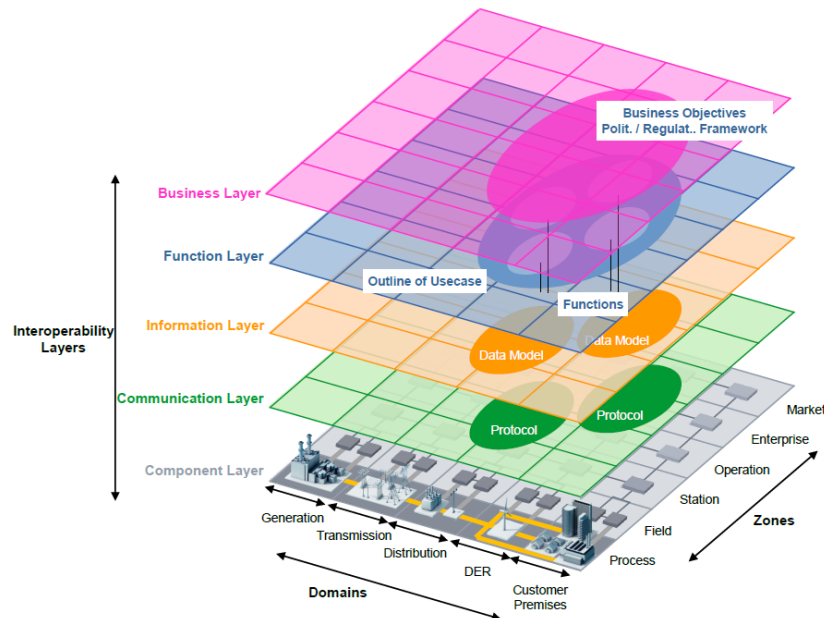 Business Objectives
Polit. / Regulat.. Framework
Business Layer
Function Layer
Outline of Usecase
Functions
Interoperability
Layers
Information Layer
Data Model
Data Model
Communication Layer
Protocol
Protocol
Component Layer
Market
Enterprise
Operation
Station
Field
Process
Zones
Generation
Transmission
Distribution
DER
Customer
Premises
Domains